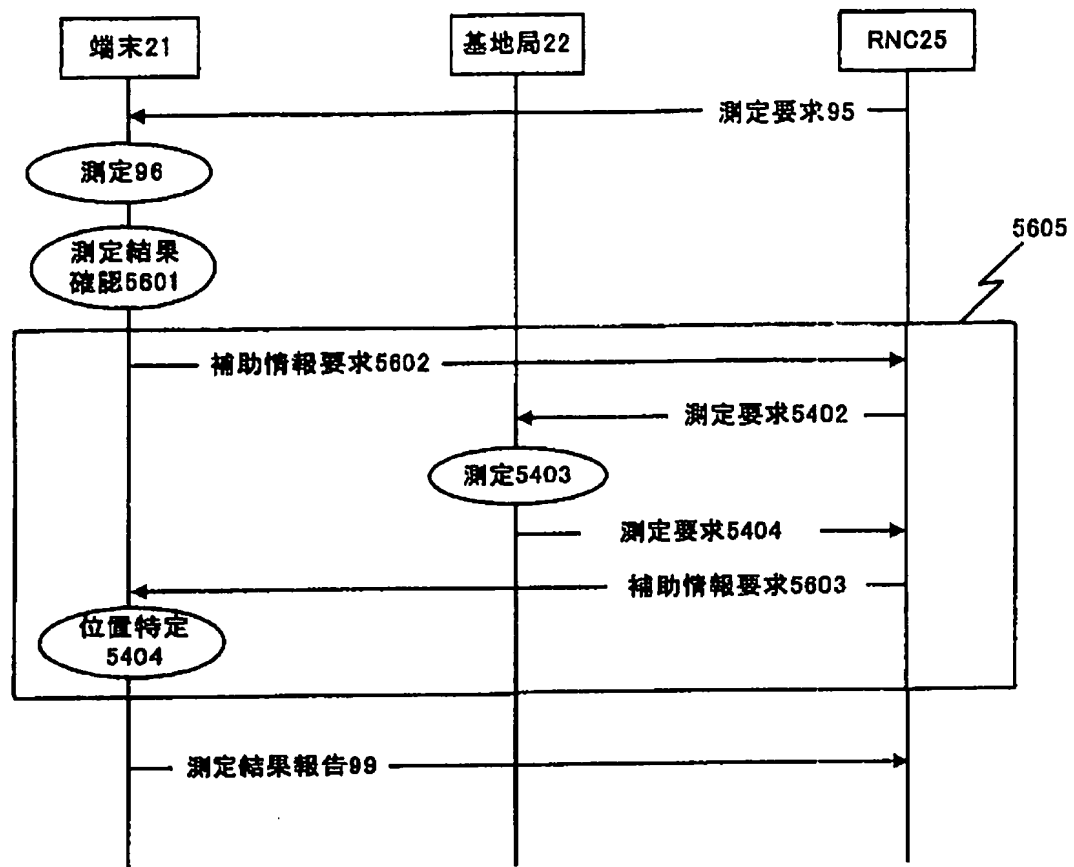 端末21
基地局22
RNC25
測定要求95
測定96
測定結果
確認5601
5605
補助情報要求5602
測定要求5402
測定5403
測定要求5404
補助情報要求5603
位置特定
5404
測定結果報告99